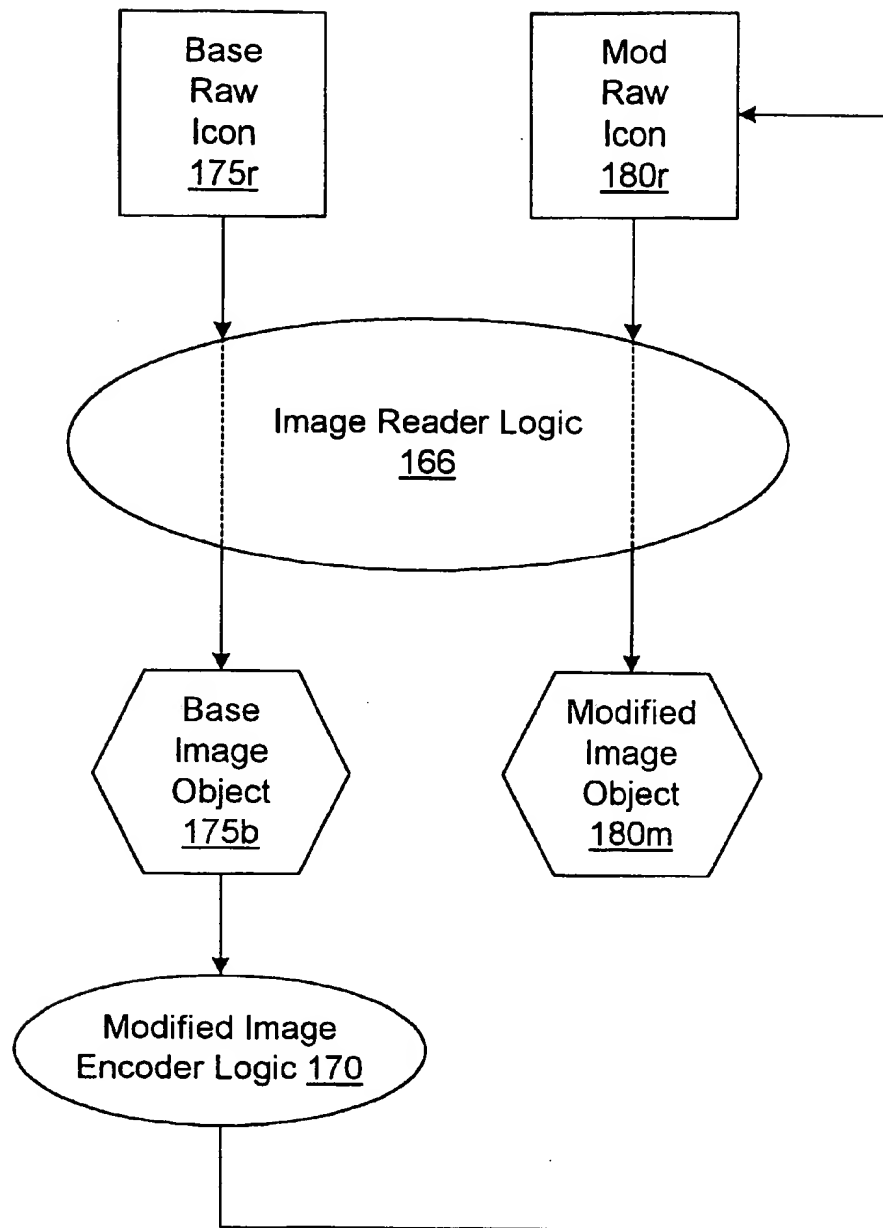 Base
Raw
Icon
175r
Mod
Raw
Icon
180r
Image Reader Logic
166
Base
Image
Object
175b
Modified
Image
Object
180m
Modified Image
Encoder Logic 170